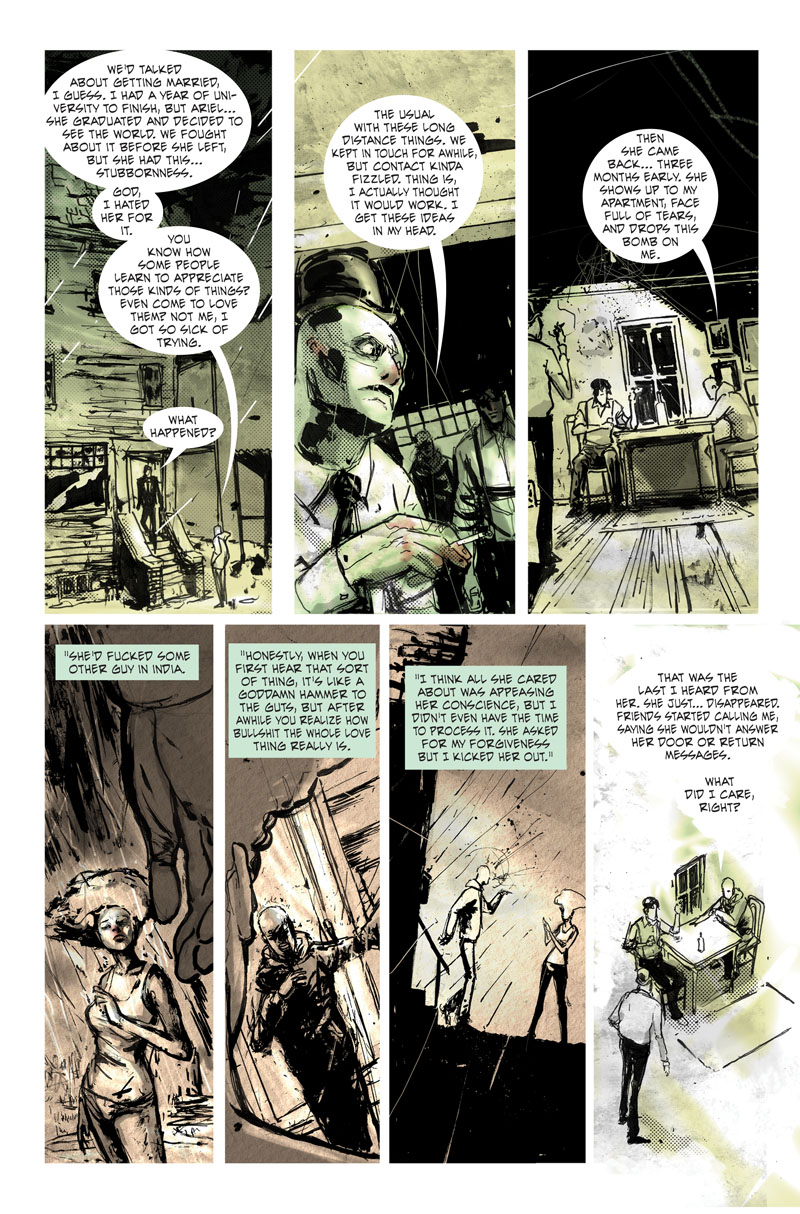 WE'D TALKED
ABOUT GETTING MARRIED,
I GUESS. I HAD A YEAR OF UNI-
VERSITY TO FINISH, BUT ARIEL...
SHE GRADUATED AND DECIDED TO
SEE THE WORLD. WE FOUGHT
ABOUT IT BEFORE SHE LEFT,
BUT SHE HAD THIS...
STUBBORNNESS.
GOD,
I HATED
HER FOR
IT.
YOU
KNOW HOW
SOME PEOPLE
LEARN TO APPRECIATE
THOSE KINDS OF THINGS?
EVEN COME TO LOVE
THEM? NOT ME, I
GOT SO SICK OF
TRYING.
WHAT
HAPPENED?
THE USUAL
WITH THESE LONG
DISTANCE THINGS. WE
KEPT IN TOUCH FOR AWHILE,
BUT CONTACT KINDA
FIZZLED. THING IS,
I ACTUALLY THOUGHT
IT WOULD WORK. I
GET THESE IDEAS
IN MY HEAD.
THEN
SHE CAME
BACK... THREE
MONTHS EARLY. SHE
SHOWS UP TO MY
APARTMENT, FACE
FULL OF TEARS,
AND DROPS THIS
BOMB ON
ME.
"SHE'D FUCKED SOME
OTHER GUY IN INDIA.
"HONESTLY, WHEN YOU
FIRST HEAR THAT SORT
OF THING, IT'S LIKE A
GODDAMN HAMMER TO
THE GUTS, BUT AFTER
AWHILE YOU REALIZE HOW
BULLSHIT THE WHOLE LOVE
THING REALLY IS.
"I THINK ALL SHE CARED
ABOUT WAS APPEASING
HER CONSCIENCE, BUT I
DIDN'T EVEN HAVE THE TIME
TO PROCESS IT. SHE ASKED
FOR MY FORGIVENESS
BUT I KICKED HER OUT."
THAT WAS THE
LAST I HEARD FROM
HER. SHE JUST... DISAPPEARED.
FRIENDS STARTED CALLING ME,
SAYING SHE WOULDN'T ANSWER
HER DOOR OR RETURN
MESSAGES.
WHAT
DID I CARE,
RIGHT?